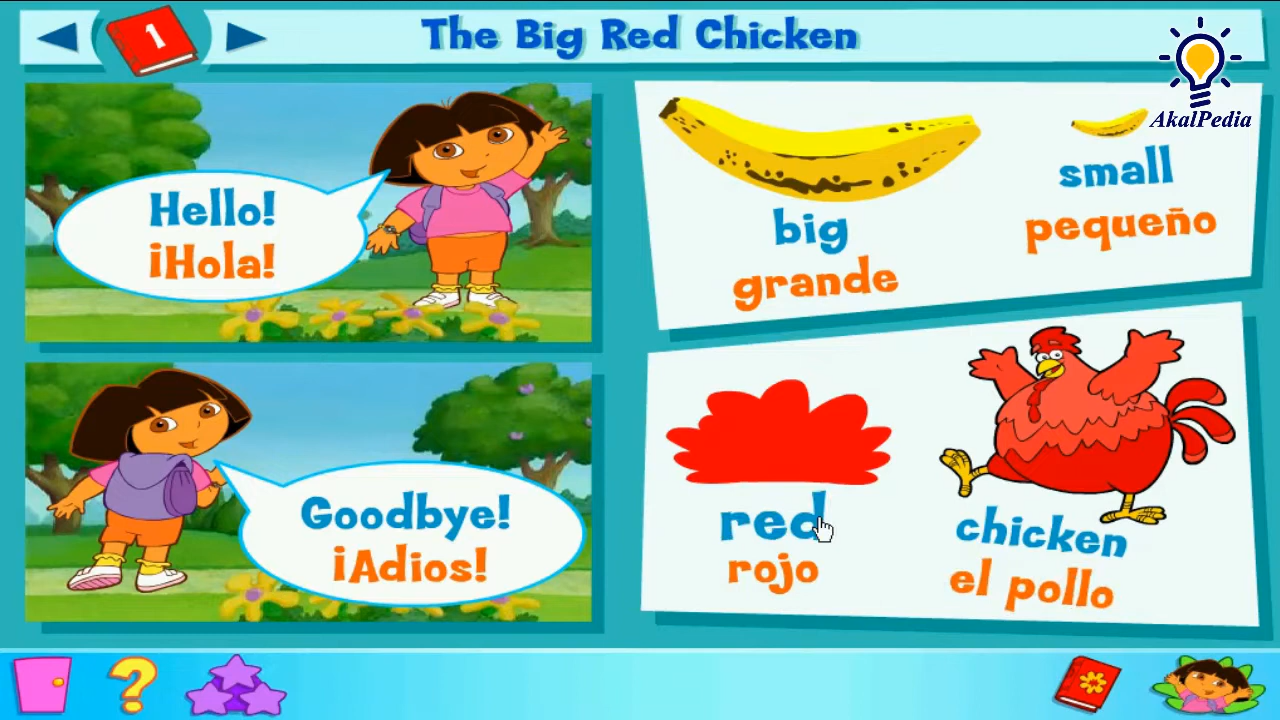 1
The Big Red Chicken
AkalPedia
Hello!
¡Hola!
big
grande
small
pequeño
Goodbye!
¡Adios!
red
rojo
chicken
el pollo
?